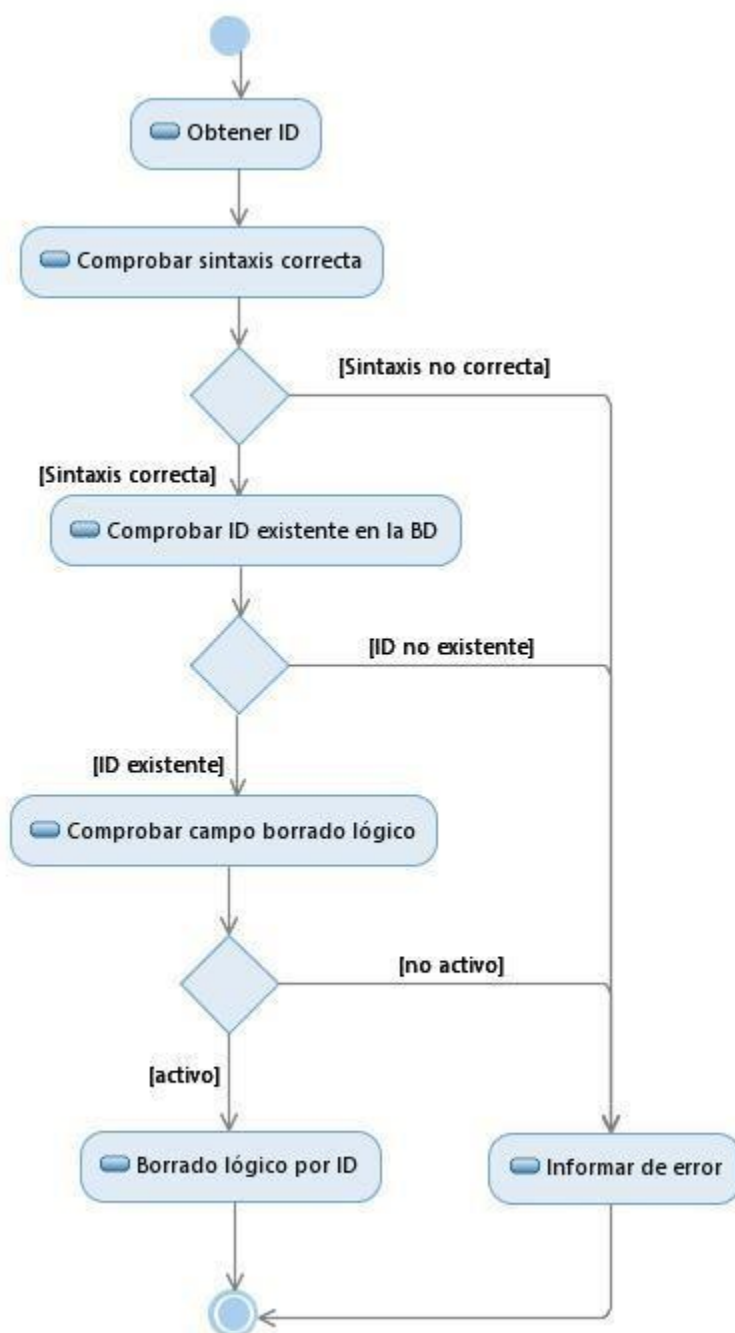 Obtener ID
Comprobar sintaxis correcta
[Sintaxis no correcta]
[Sintaxis correcta]
Comprobar ID existente en la BD
[ID no existente]
[ID existente]
Comprobar campo borrado lógico
[no activo]
[activo]
Borrado lógico por ID
Informar de error